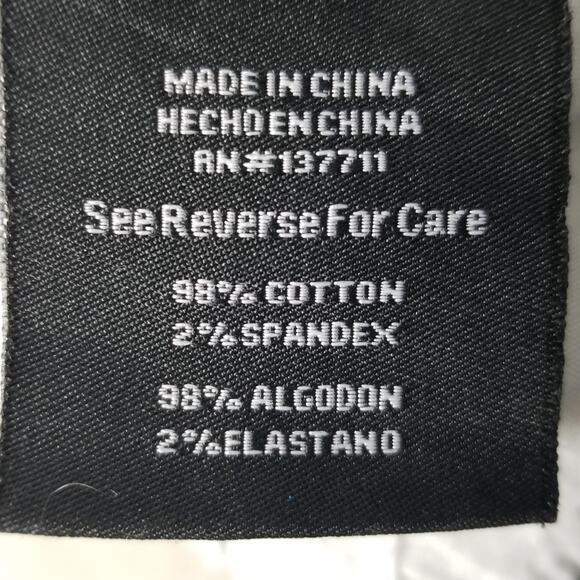 MADE IN CHINA
HECHO EN CHINA
RN#137711
See Reverse For Care
98% COTTON
2% SPANDEX
98% ALGODON
2% ELASTANO